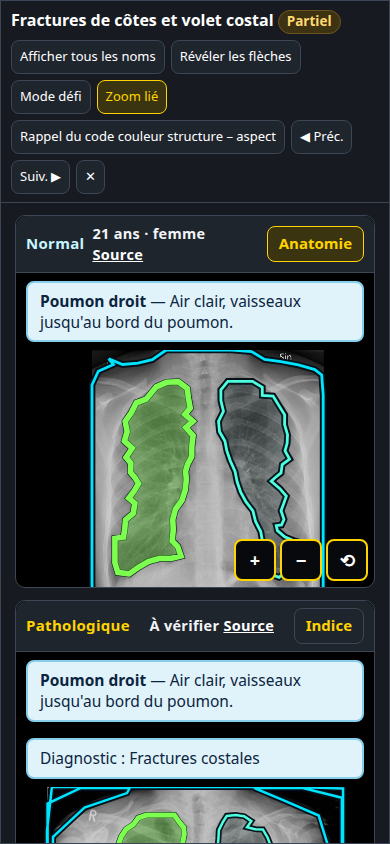 Fractures de côtes et volet costal Partiel
Afficher tous les noms Révéler les flèches
Mode défi Zoom lié
Rappel du code couleur structure – aspect ◀ Préc.
Suiv. ▶ ✕
Normal 21 ans · femme Source Anatomie
Poumon droit — Air clair, vaisseaux
jusqu'au bord du poumon.
Sin
+ − ⟲
Pathologique À vérifier Source Indice
Poumon droit — Air clair, vaisseaux
jusqu'au bord du poumon.
Diagnostic : Fractures costales
R